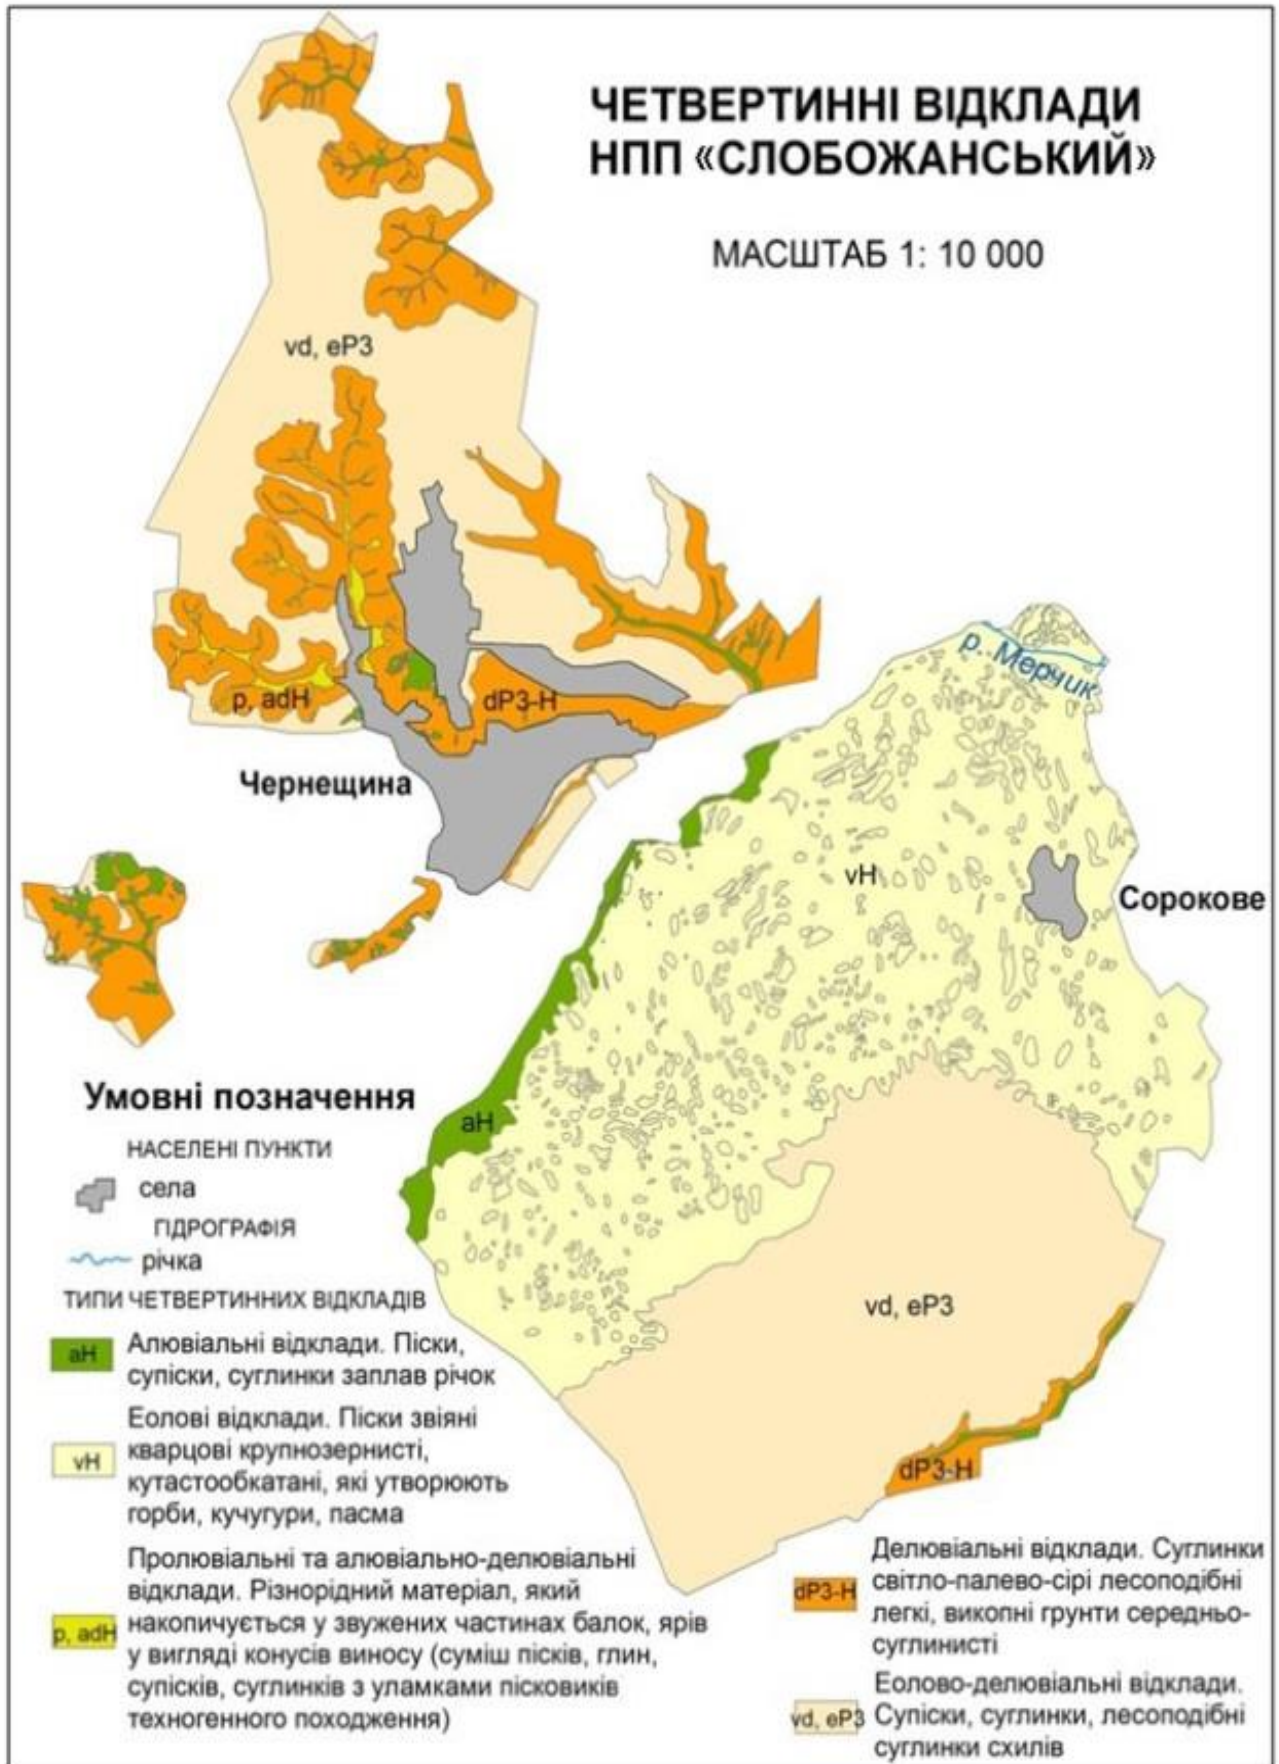 ЧЕТВЕРТИННІ ВІДКЛАДИ
НПП «СЛОБОЖАНСЬКИЙ»
МАСШТАБ 1: 10 000
vd, eP3
р. Мерчик
p, adH
dP3-H
Чернещина
vH
Сорокове
aH
vd, eP3
dP3-H
Умовні позначення
НАСЕЛЕНІ ПУНКТИ
села
ГІДРОГРАФІЯ
річка
ТИПИ ЧЕТВЕРТИННИХ ВІДКЛАДІВ
aH
Алювіальні відклади. Піски,
супіски, суглинки заплав річок
vH
Еолові відклади. Піски звіяні
кварцові крупнозернисті,
кутастообкатані, які утворюють
горби, кучугури, пасма
p, adH
Пролювіальні та алювіально-делювіальні
відклади. Різнорідний матеріал, який
накопичується у звужених частинах балок, ярів
у вигляді конусів виносу (суміш пісків, глин,
супісків, суглинків з уламками пісковиків
техногенного походження)
dP3-H
Делювіальні відклади. Суглинки
світло-палево-сірі лесоподібні
легкі, викопні грунти середньо-
суглинисті
vd, eP3
Еолово-делювіальні відклади.
Супіски, суглинки, лесоподібні
суглинки схилів